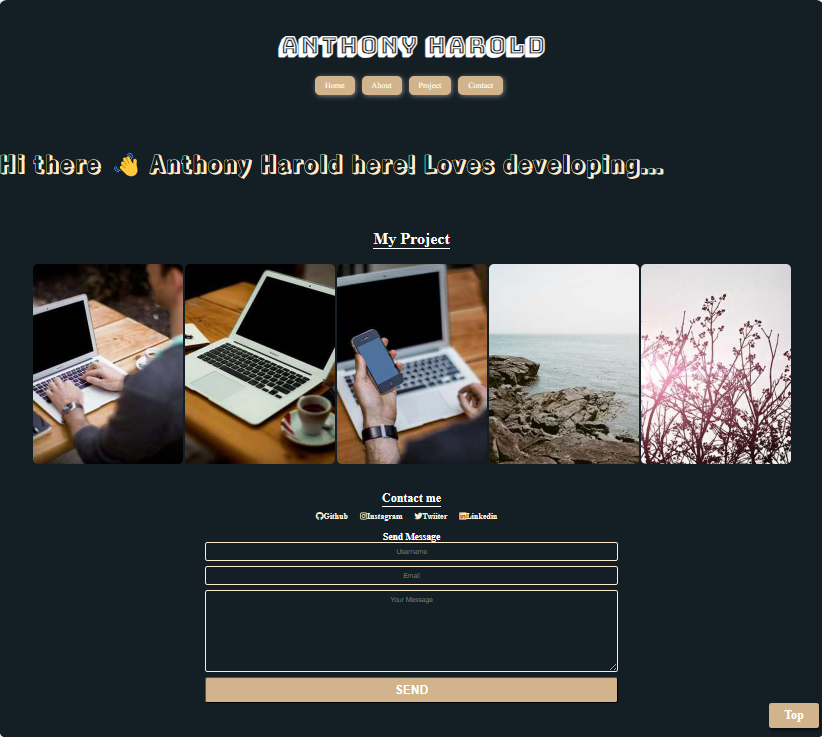 ANTHONY HAROLD
Home About Project Contact
Hi there 👋 Anthony Harold here! Loves developing...
My Project
Contact me
Github Instagram Twiiter Linkedin
Send Message
Username
Email
Your Message
SEND
Top